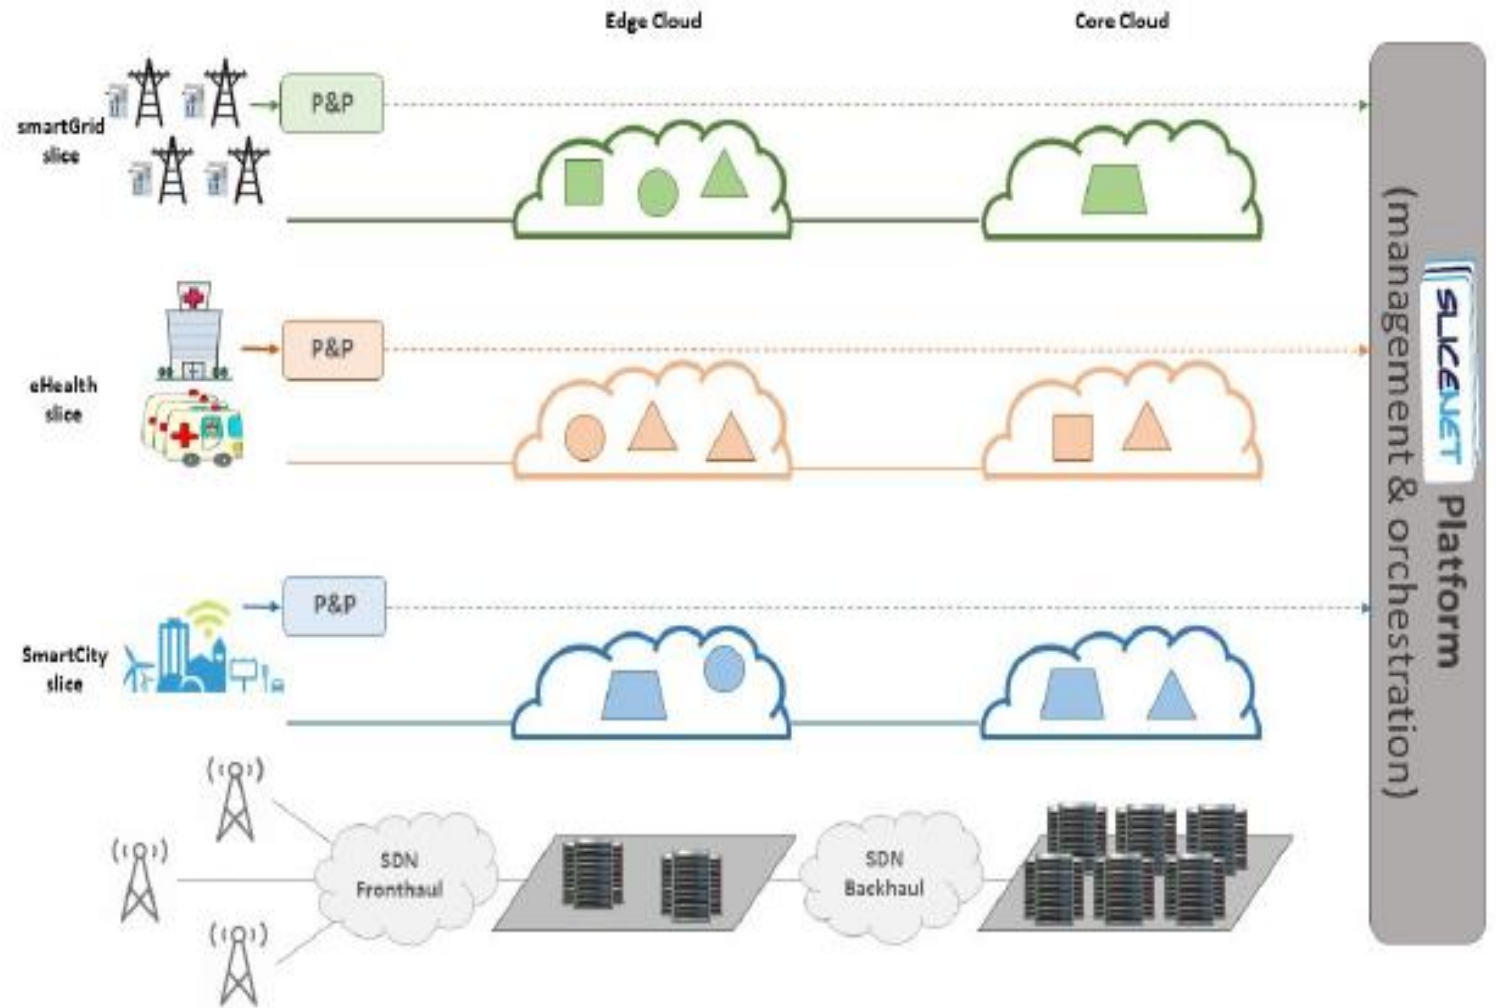 Edge Cloud
Core Cloud
smartGrid
slice
P&P
eHealth
slice
P&P
SmartCity
slice
P&P
SDN
Fronthaul
SDN
Backhaul
SLICENET Platform
(management & orchestration)